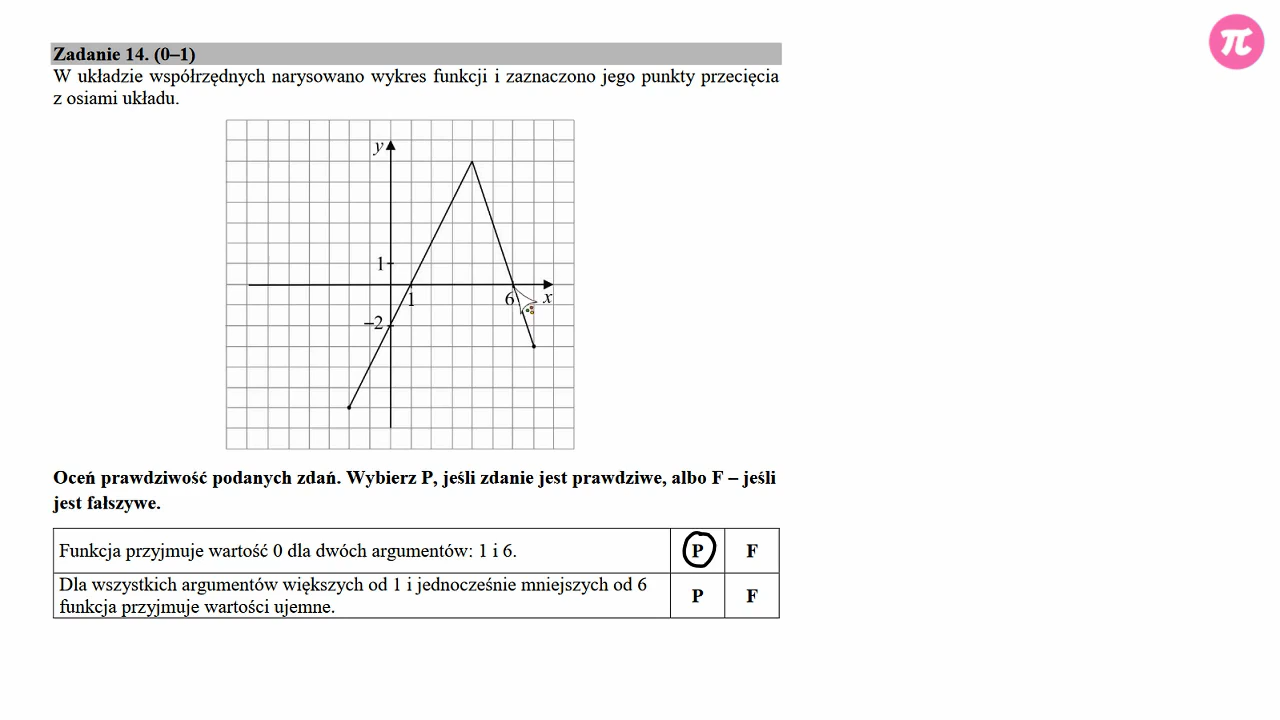 π
Zadanie 14. (0–1)
W układzie współrzędnych narysowano wykres funkcji i zaznaczono jego punkty przecięcia
z osiami układu.
y
1
1
6
x
–2
Oceń prawdziwość podanych zdań. Wybierz P, jeśli zdanie jest prawdziwe, albo F – jeśli
jest fałszywe.
Funkcja przyjmuje wartość 0 dla dwóch argumentów: 1 i 6. P F
Dla wszystkich argumentów większych od 1 i jednocześnie mniejszych od 6
funkcja przyjmuje wartości ujemne. P F